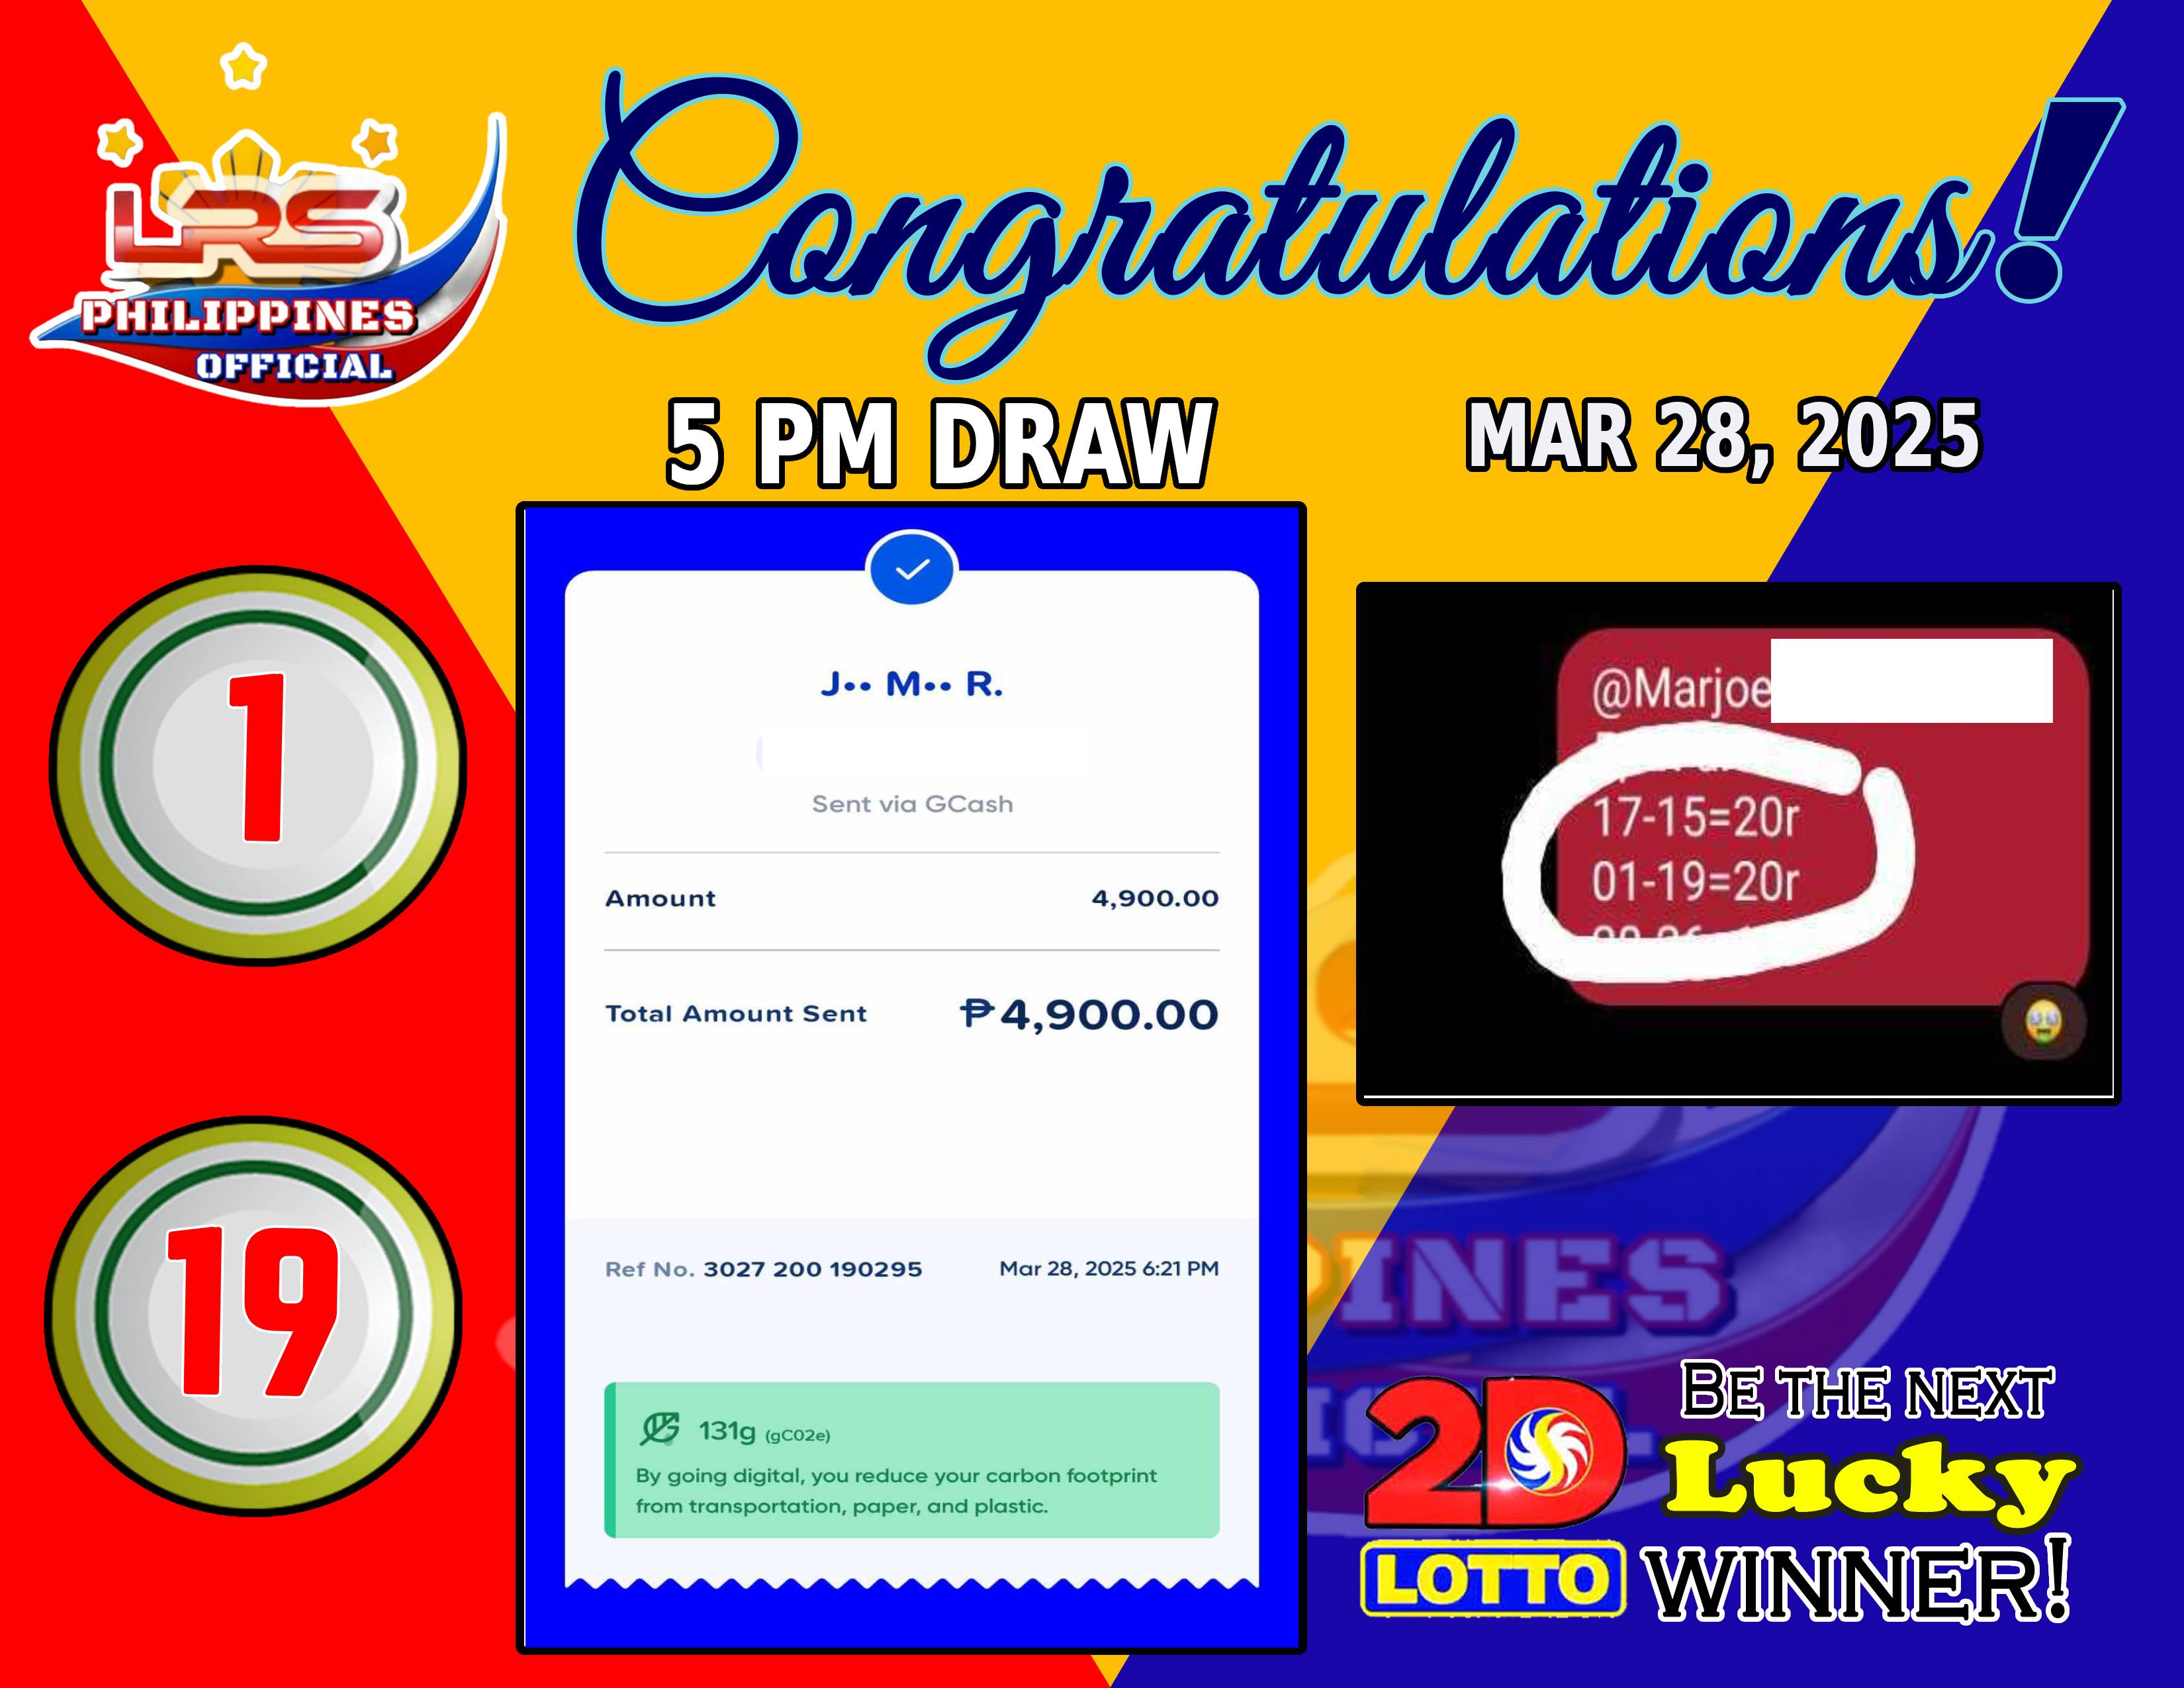 LRS
PHILIPPINES
OFFICIAL
Congratulations!
5 PM DRAW
MAR 28, 2025
1
19
J•• M•• R.
Sent via GCash
Amount 4,900.00
Total Amount Sent ₱4,900.00
Ref No. 3027 200 190295 Mar 28, 2025 6:21 PM
131g (gC02e)
By going digital, you reduce your carbon footprint
from transportation, paper, and plastic.
@Marjoe
17-15=20r
01-19=20r
PINES
2D
LOTTO
BE THE NEXT
Lucky
WINNER!